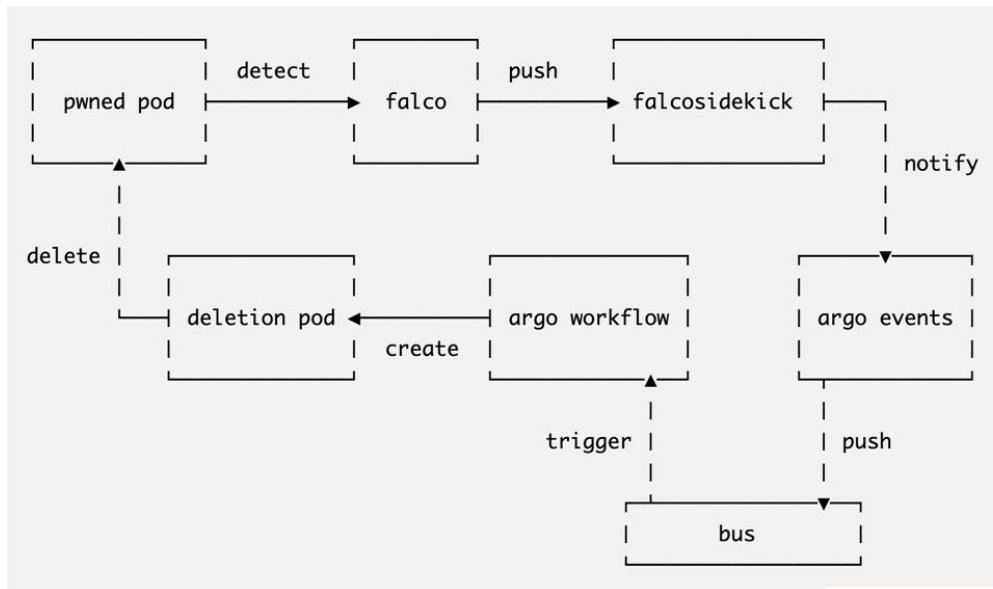 detect
push
pwned pod
falco
falcosidekick
notify
delete
deletion pod
argo workflow
argo events
create
trigger
push
bus